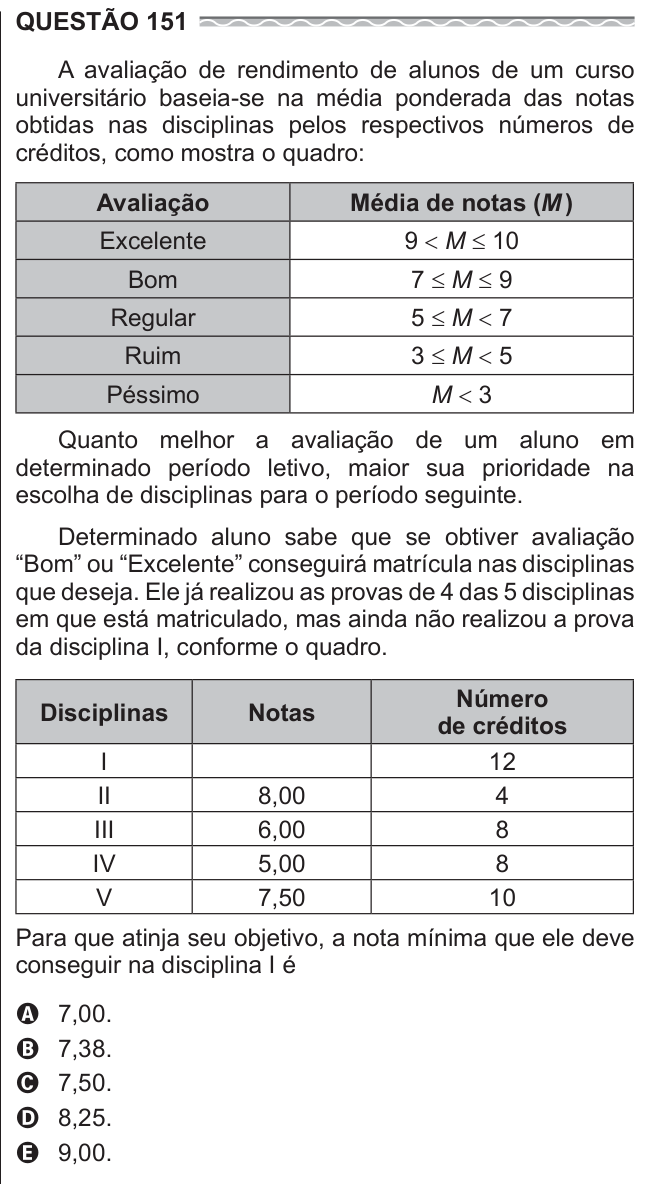 QUESTÃO 151
A avaliação de rendimento de alunos de um curso
universitário baseia-se na média ponderada das notas
obtidas nas disciplinas pelos respectivos números de
créditos, como mostra o quadro:
Avaliação Média de notas (M)
Excelente 9 < M ≤ 10
Bom 7 ≤ M ≤ 9
Regular 5 ≤ M < 7
Ruim 3 ≤ M < 5
Péssimo M < 3
Quanto melhor a avaliação de um aluno em
determinado período letivo, maior sua prioridade na
escolha de disciplinas para o período seguinte.
Determinado aluno sabe que se obtiver avaliação
“Bom” ou “Excelente” conseguirá matrícula nas disciplinas
que deseja. Ele já realizou as provas de 4 das 5 disciplinas
em que está matriculado, mas ainda não realizou a prova
da disciplina I, conforme o quadro.
Disciplinas Notas Número
de créditos
I 12
II 8,00 4
III 6,00 8
IV 5,00 8
V 7,50 10
Para que atinja seu objetivo, a nota mínima que ele deve
conseguir na disciplina I é
A 7,00.
B 7,38.
C 7,50.
D 8,25.
E 9,00.